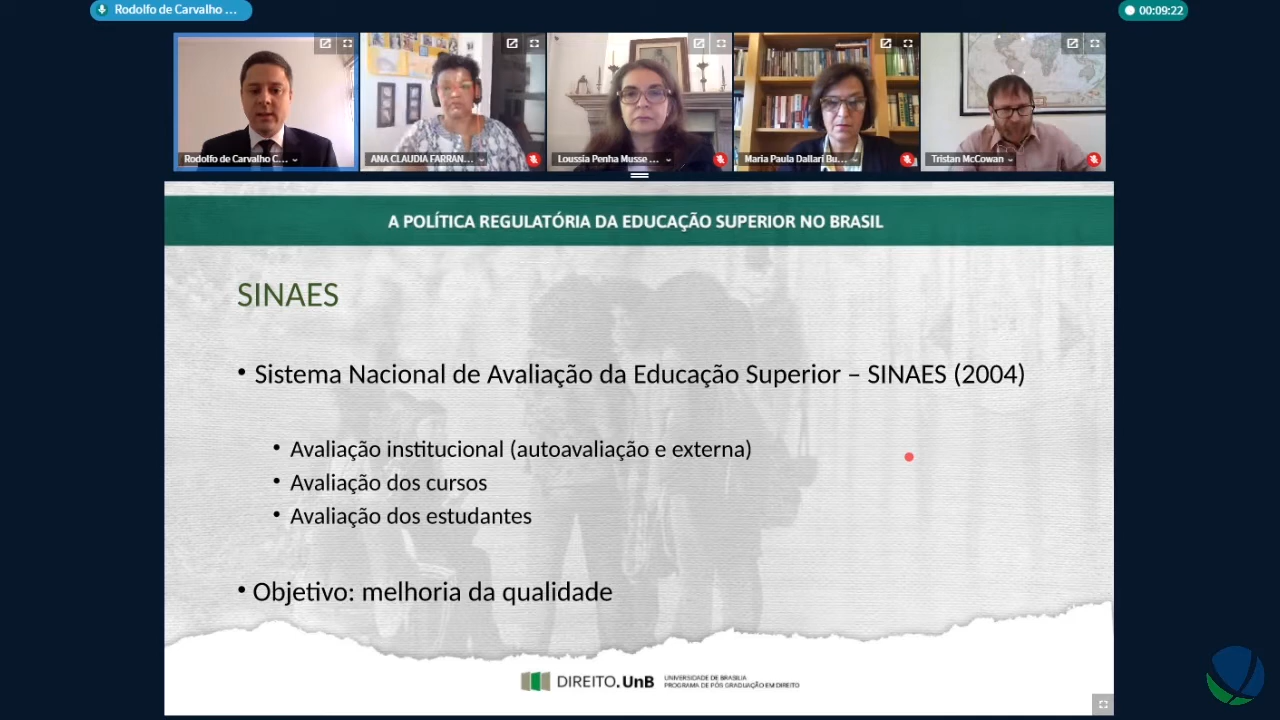 Rodolfo de Carvalho ...
00:09:22
Rodolfo de Carvalho C...
ANA CLAUDIA FARRAN...
Loussia Penha Musse ...
Maria Paula Dallari Bu...
Tristan McCowan
A POLÍTICA REGULATÓRIA DA EDUCAÇÃO SUPERIOR NO BRASIL
SINAES
• Sistema Nacional de Avaliação da Educação Superior – SINAES (2004)
• Avaliação institucional (autoavaliação e externa)
• Avaliação dos cursos
• Avaliação dos estudantes
• Objetivo: melhoria da qualidade
DIREITO.UnB
UNIVERSIDADE DE BRASILIA
PROGRAMA DE PÓS GRADUAÇÃO EM DIREITO